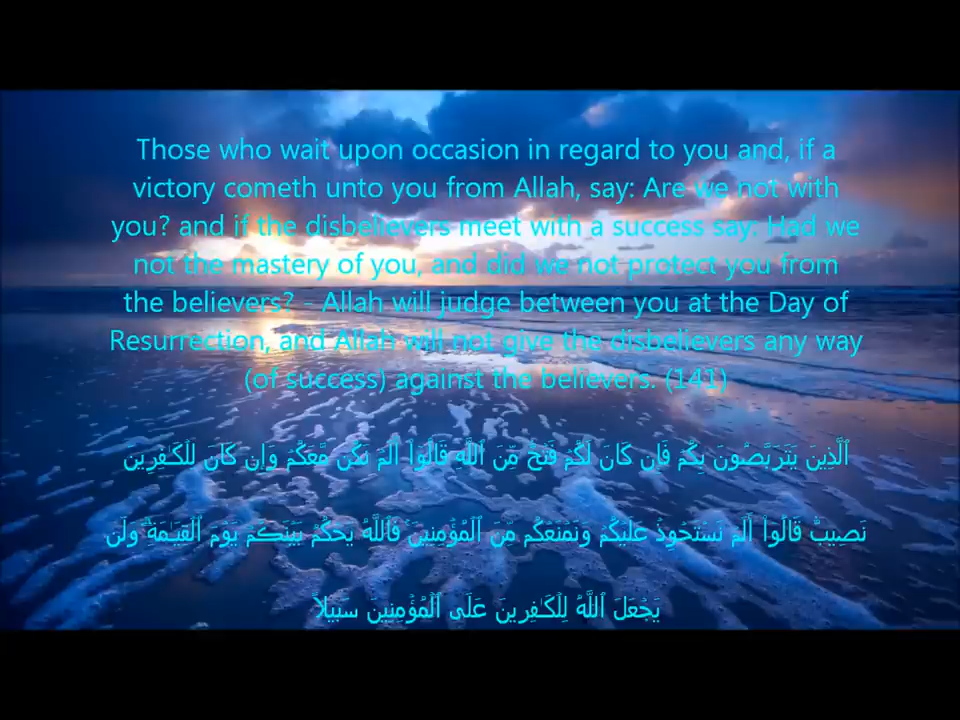 Those who wait upon occasion in regard to you and, if a
victory cometh unto you from Allah, say: Are we not with
you? and if the disbelievers meet with a success say: Had we
not the mastery of you, and did we not protect you from
the believers? - Allah will judge between you at the Day of
Resurrection, and Allah will not give the disbelievers any way
(of success) against the believers. (141)
ٱلَّذِينَ يَتَرَبَّصُونَ بِكُمْ فَإِن كَانَ لَكُمْ فَتْحٌ مِّنَ ٱللَّهِ قَالُوٓاْ أَلَمْ نَكُن مَّعَكُمْ وَإِن كَانَ لِلْكَـٰفِرِينَ
نَصِيبٌ قَالُوٓاْ أَلَمْ نَسْتَحْوِذْ عَلَيْكُمْ وَنَمْنَعْكُم مِّنَ ٱلْمُؤْمِنِينَ ۚ فَٱللَّهُ يَحْكُمُ بَيْنَكُمْ يَوْمَ ٱلْقِيَـٰمَةِ ۗ وَلَن
يَجْعَلَ ٱللَّهُ لِلْكَـٰفِرِينَ عَلَى ٱلْمُؤْمِنِينَ سَبِيلاً